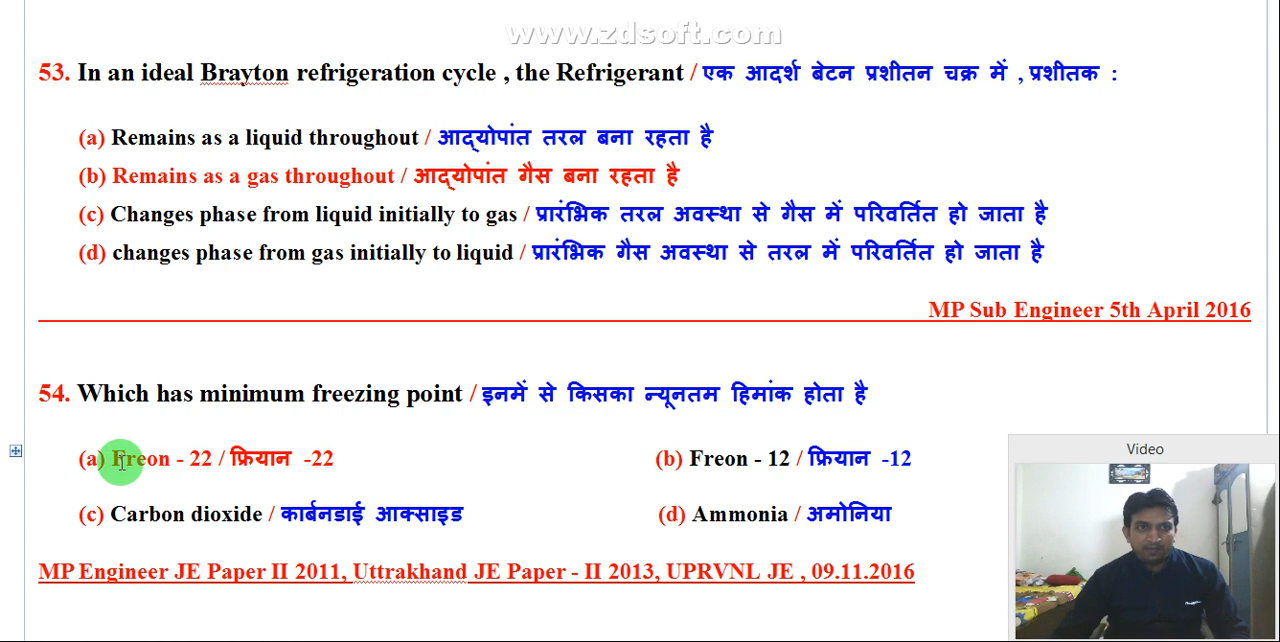 www.zdsoft.com
53. In an ideal Brayton refrigeration cycle , the Refrigerant / एक आदर्श बेटन प्रशीतन चक्र में , प्रशीतक :
(a) Remains as a liquid throughout / आद्योपांत तरल बना रहता है
(b) Remains as a gas throughout / आद्योपांत गैस बना रहता है
(c) Changes phase from liquid initially to gas / प्रारंभिक तरल अवस्था से गैस में परिवर्तित हो जाता है
(d) changes phase from gas initially to liquid / प्रारंभिक गैस अवस्था से तरल में परिवर्तित हो जाता है
MP Sub Engineer 5th April 2016
54. Which has minimum freezing point / इनमें से किसका न्यूनतम हिमांक होता है
(a) Freon - 22 / फ्रियान -22 (b) Freon - 12 / फ्रियान -12
(c) Carbon dioxide / कार्बनडाई आक्साइड (d) Ammonia / अमोनिया
MP Engineer JE Paper II 2011, Uttrakhand JE Paper - II 2013, UPRVNL JE , 09.11.2016
Video